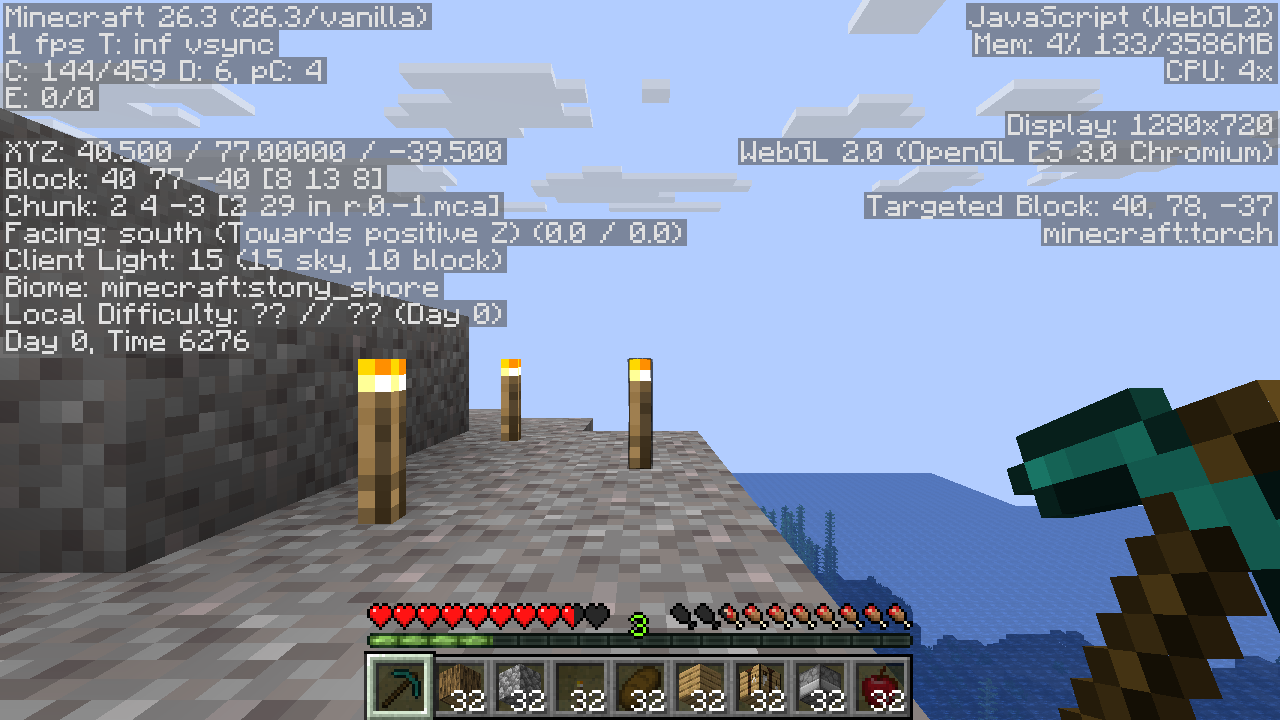 Minecraft 26.3 (26.3/vanilla)
1 fps T: inf vsync
C: 144/459 D: 6, pC: 4
E: 0/0
XYZ: 40.500 / 77.00000 / -39.500
Block: 40 77 -40 [8 13 8]
Chunk: 2 4 -3 [2 29 in r.0.-1.mca]
Facing: south (Towards positive Z) (0.0 / 0.0)
Client Light: 15 (15 sky, 10 block)
Biome: minecraft:stony_shore
Local Difficulty: ?? // ?? (Day 0)
Day 0, Time 6276
JavaScript (WebGL2)
Mem: 4% 133/3586MB
CPU: 4x
Display: 1280x720
WebGL 2.0 (OpenGL ES 3.0 Chromium)
Targeted Block: 40, 78, -37
minecraft:torch
3
32 32 32 32 32 32 32 32